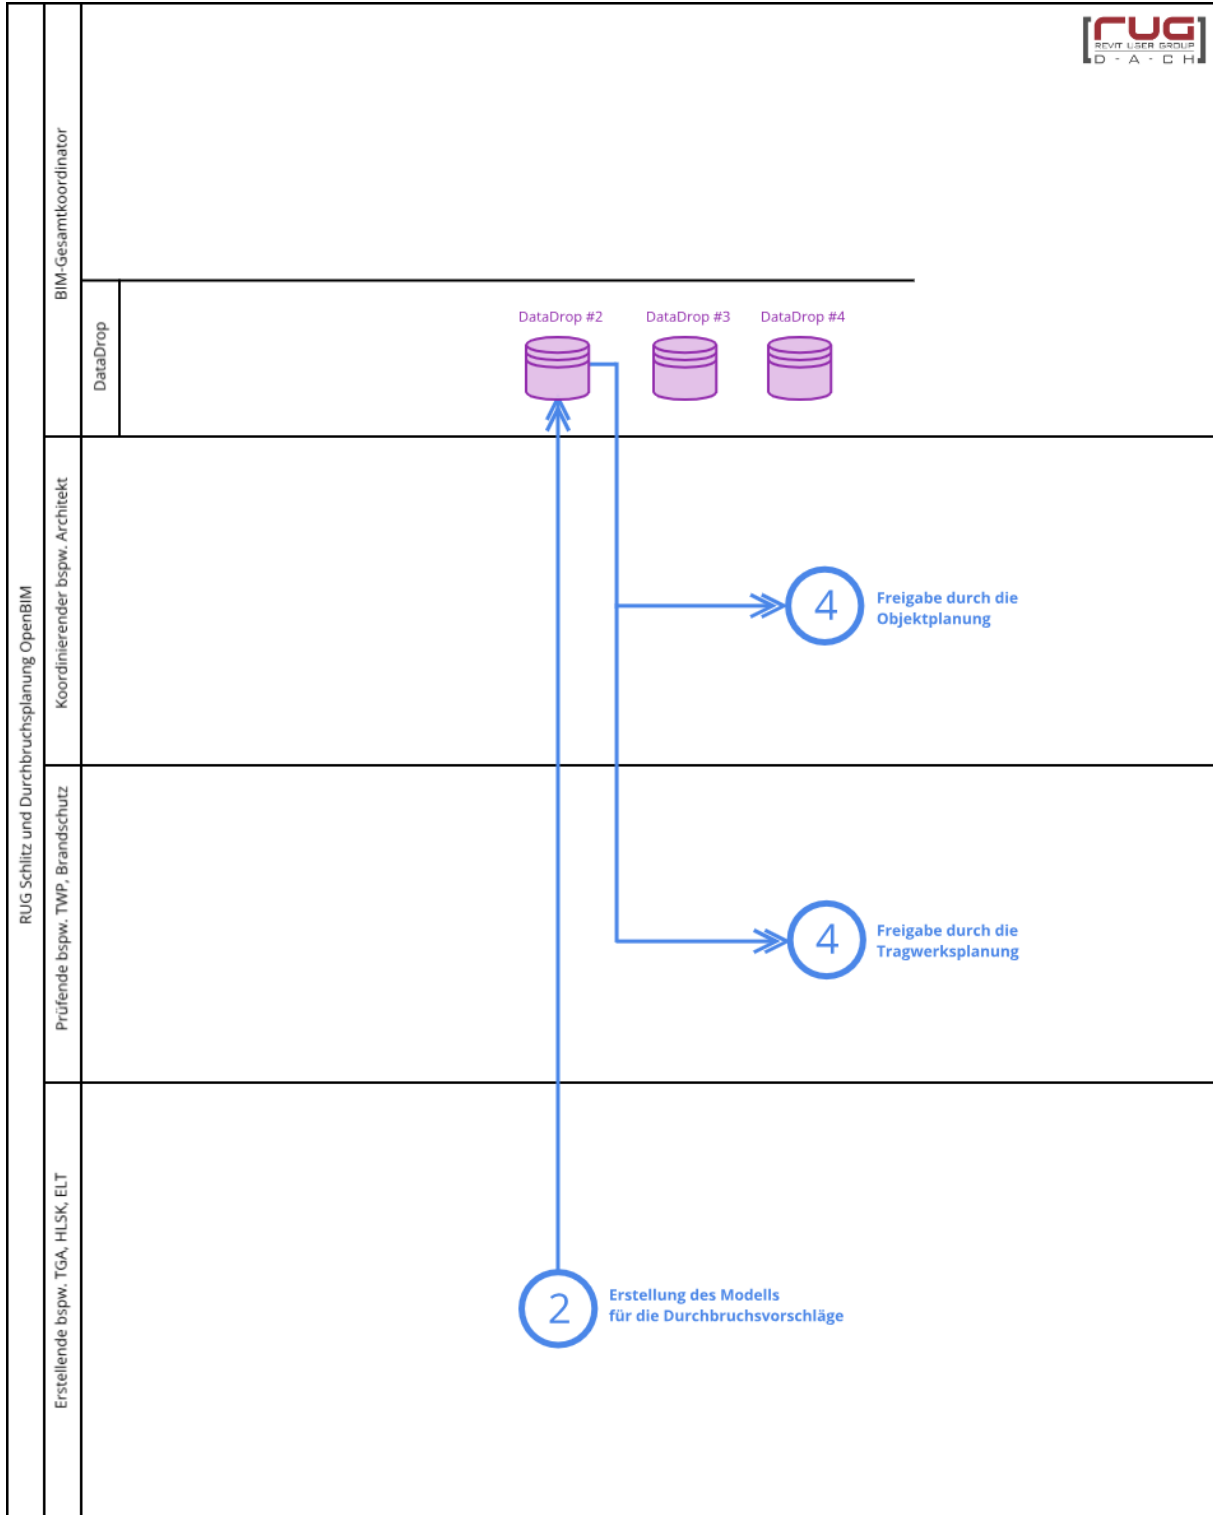 rug
REVIT USER GROUP
D - A - C H
RUG Schlitz und Durchbruchsplanung OpenBIM
BIM-Gesamtkoordinator
DataDrop
DataDrop #2
DataDrop #3
DataDrop #4
Koordinierender bspw. Architekt
4
Freigabe durch die
Objektplanung
Prüfende bspw. TWP, Brandschutz
4
Freigabe durch die
Tragwerksplanung
Erstellende bspw. TGA, HLSK, ELT
2
Erstellung des Modells
für die Durchbruchsvorschläge